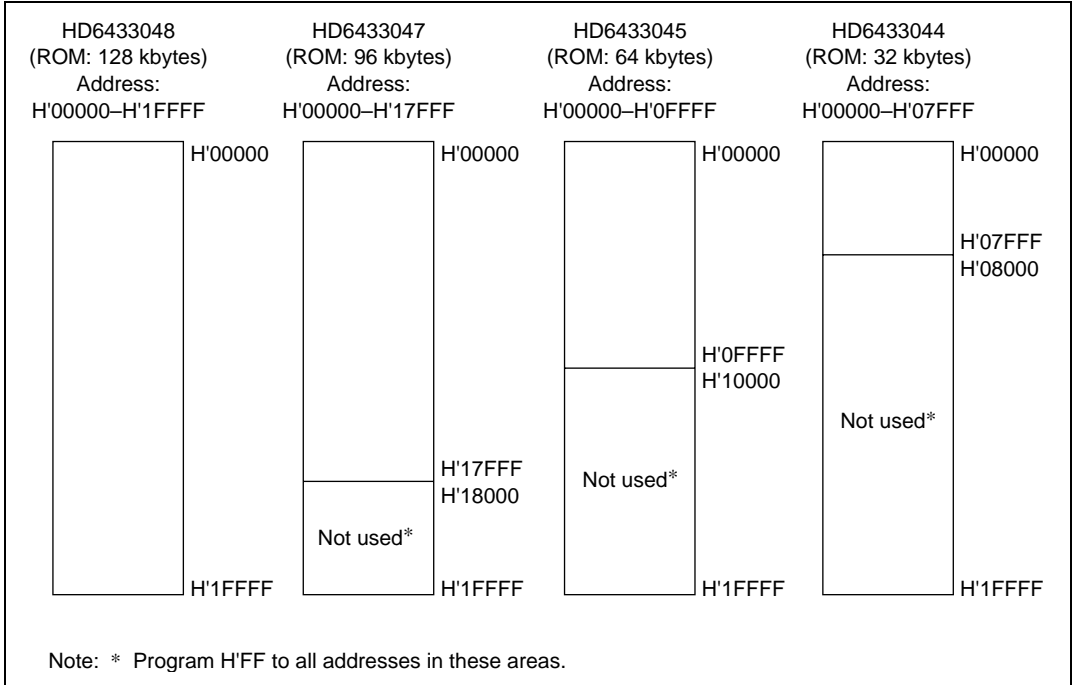 HD6433048
(ROM: 128 kbytes)
Address:
H'00000–H'1FFFF
HD6433047
(ROM: 96 kbytes)
Address:
H'00000–H'17FFF
HD6433045
(ROM: 64 kbytes)
Address:
H'00000–H'0FFFF
HD6433044
(ROM: 32 kbytes)
Address:
H'00000–H'07FFF
H'00000
H'1FFFF
H'00000
H'17FFF
H'18000
Not used*
H'1FFFF
H'00000
H'0FFFF
H'10000
Not used*
H'1FFFF
H'00000
H'07FFF
H'08000
Not used*
H'1FFFF
Note: * Program H'FF to all addresses in these areas.